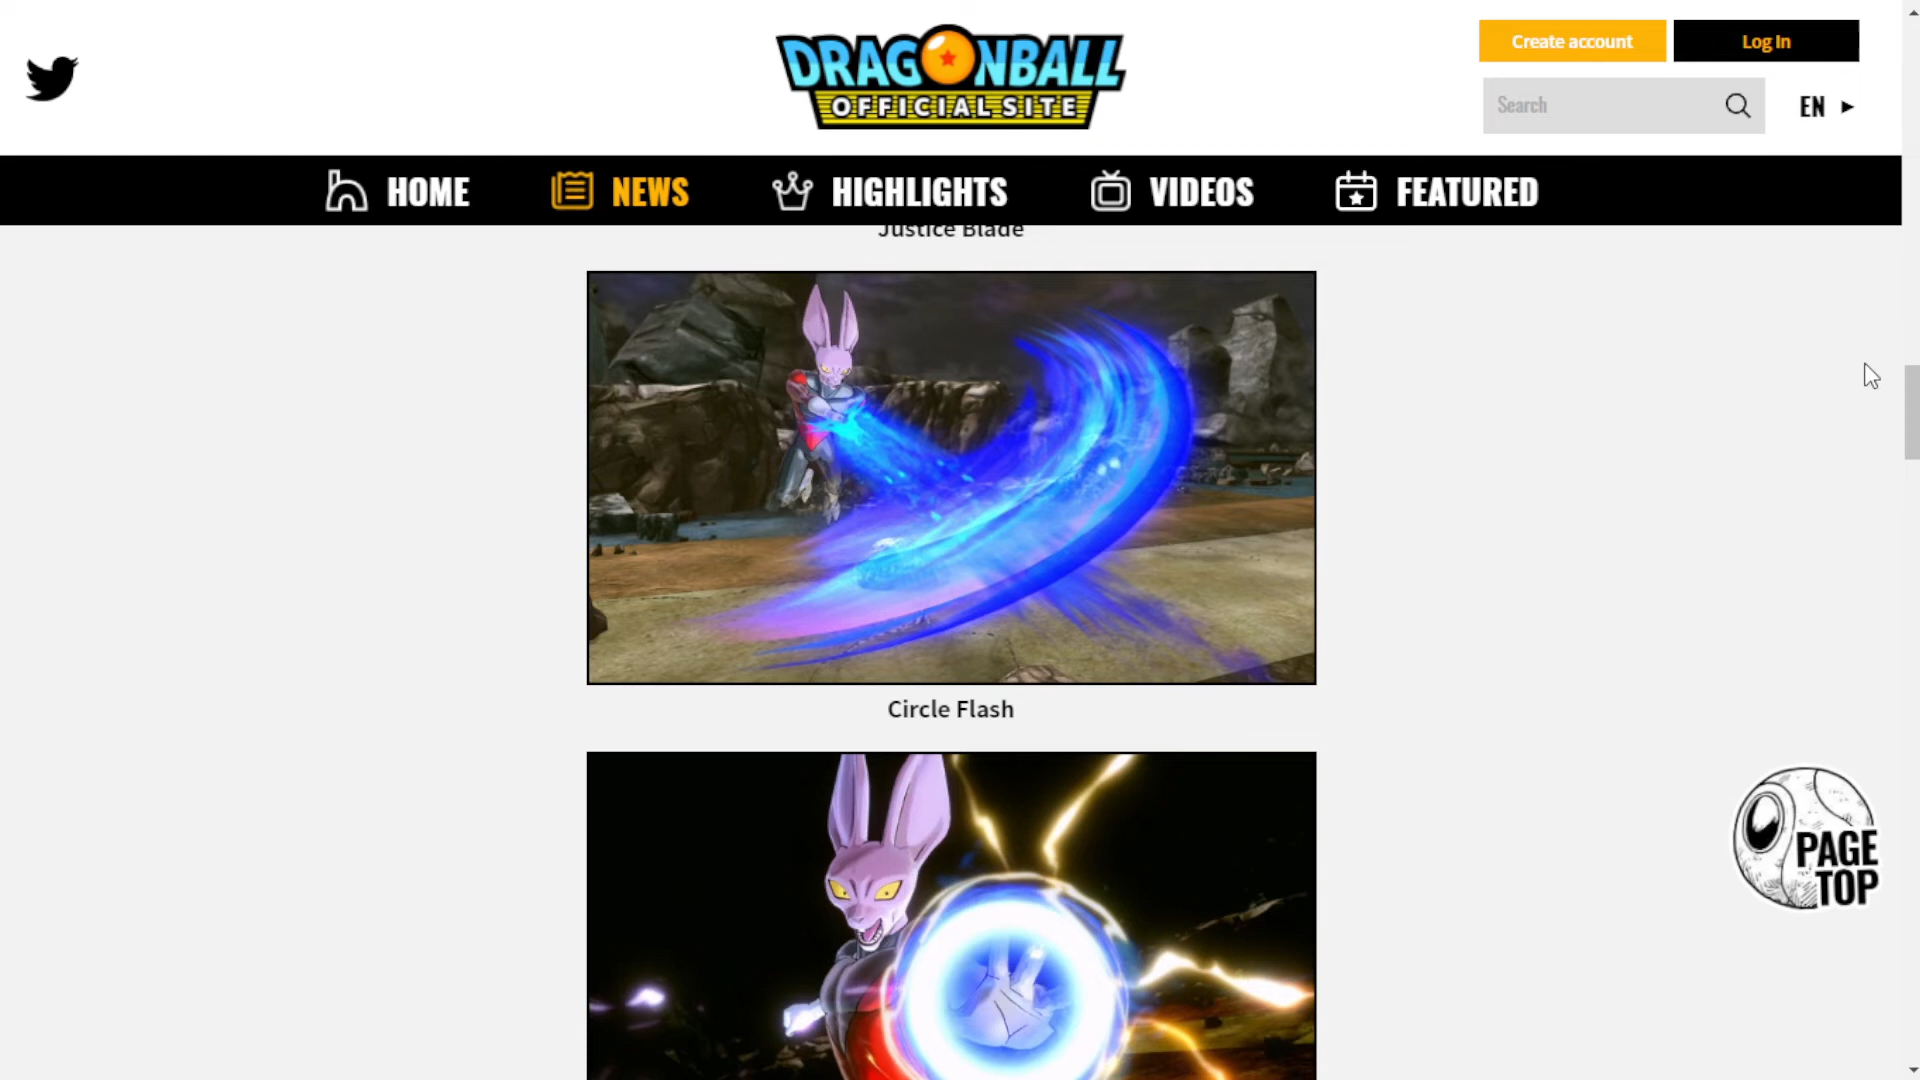 DRAGONBALL
OFFICIAL SITE
Create account
Log In
Search
EN
HOME
NEWS
HIGHLIGHTS
VIDEOS
FEATURED
Justice Blade
Circle Flash
PAGE
TOP